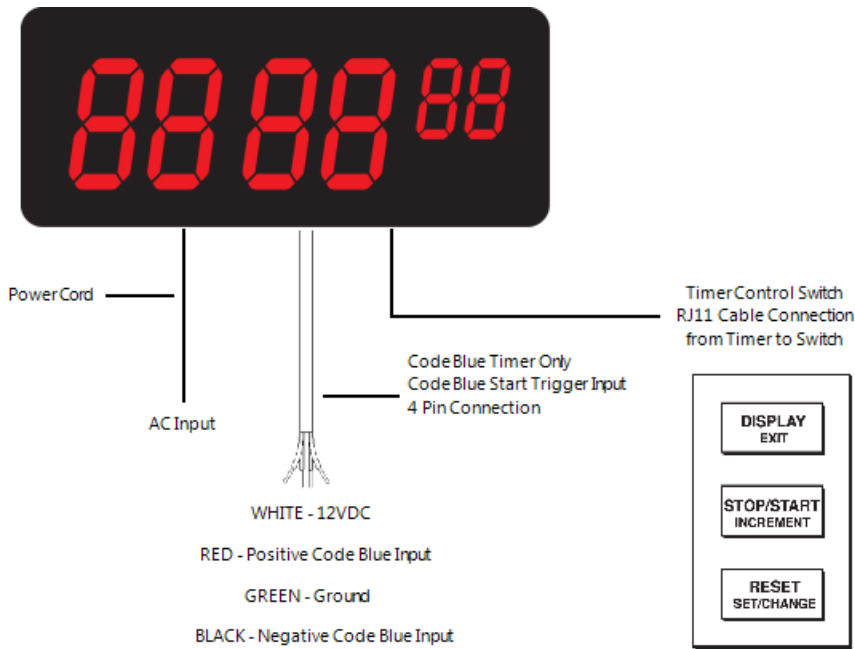 8888 88
Power Cord
AC Input
Code Blue Timer Only
Code Blue Start Trigger Input
4 Pin Connection
Timer Control Switch
RJ11 Cable Connection
from Timer to Switch
WHITE - 12VDC
RED - Positive Code Blue Input
GREEN - Ground
BLACK - Negative Code Blue Input
DISPLAY
EXIT
STOP/START
INCREMENT
RESET
SET/CHANGE